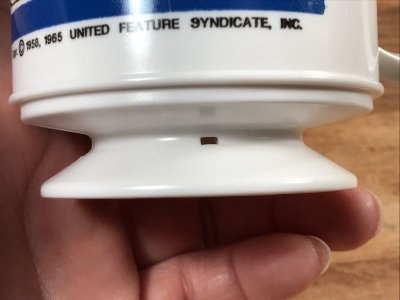 © 1958, 1965 UNITED FEATURE SYNDICATE, INC.